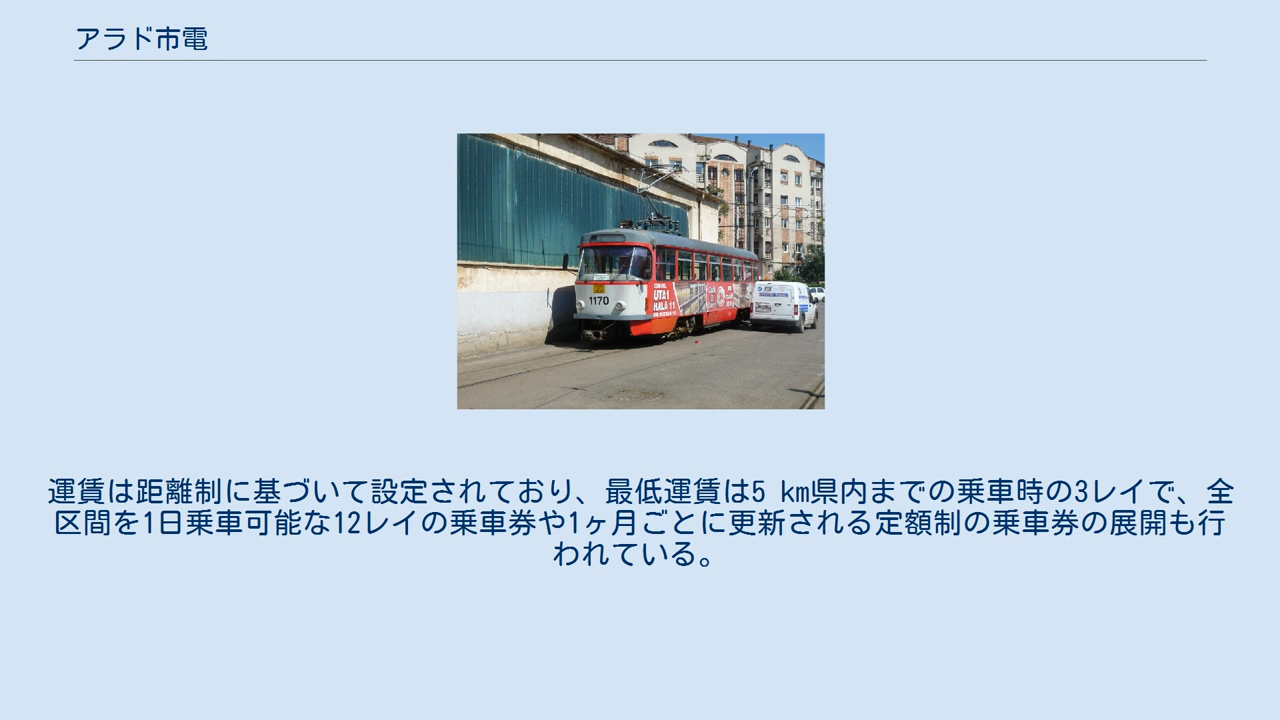 アラド市電
UTA1
HALA 11
1170
運賃は距離制に基づいて設定されており、最低運賃は5 km県内までの乗車時の3レイで、全
区間を1日乗車可能な12レイの乗車券や1ヶ月ごとに更新される定額制の乗車券の展開も行
われている。